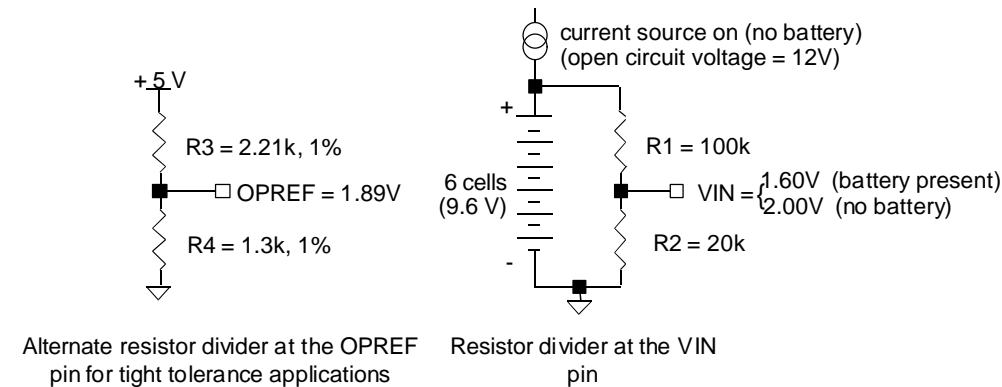 + 5 V
R3 = 2.21k, 1%
OPREF = 1.89V
R4 = 1.3k, 1%
Alternate resistor divider at the OPREF
pin for tight tolerance applications
current source on (no battery)
(open circuit voltage = 12V)
+
R1 = 100k
6 cells
(9.6 V)
VIN = {1.60V (battery present)
2.00V (no battery)
R2 = 20k
-
Resistor divider at the VIN
pin